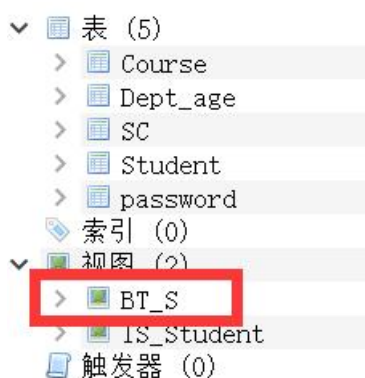 表 (5)
Course
Dept_age
SC
Student
password
索引 (0)
视图 (2)
BT_S
IS_Student
触发器 (0)